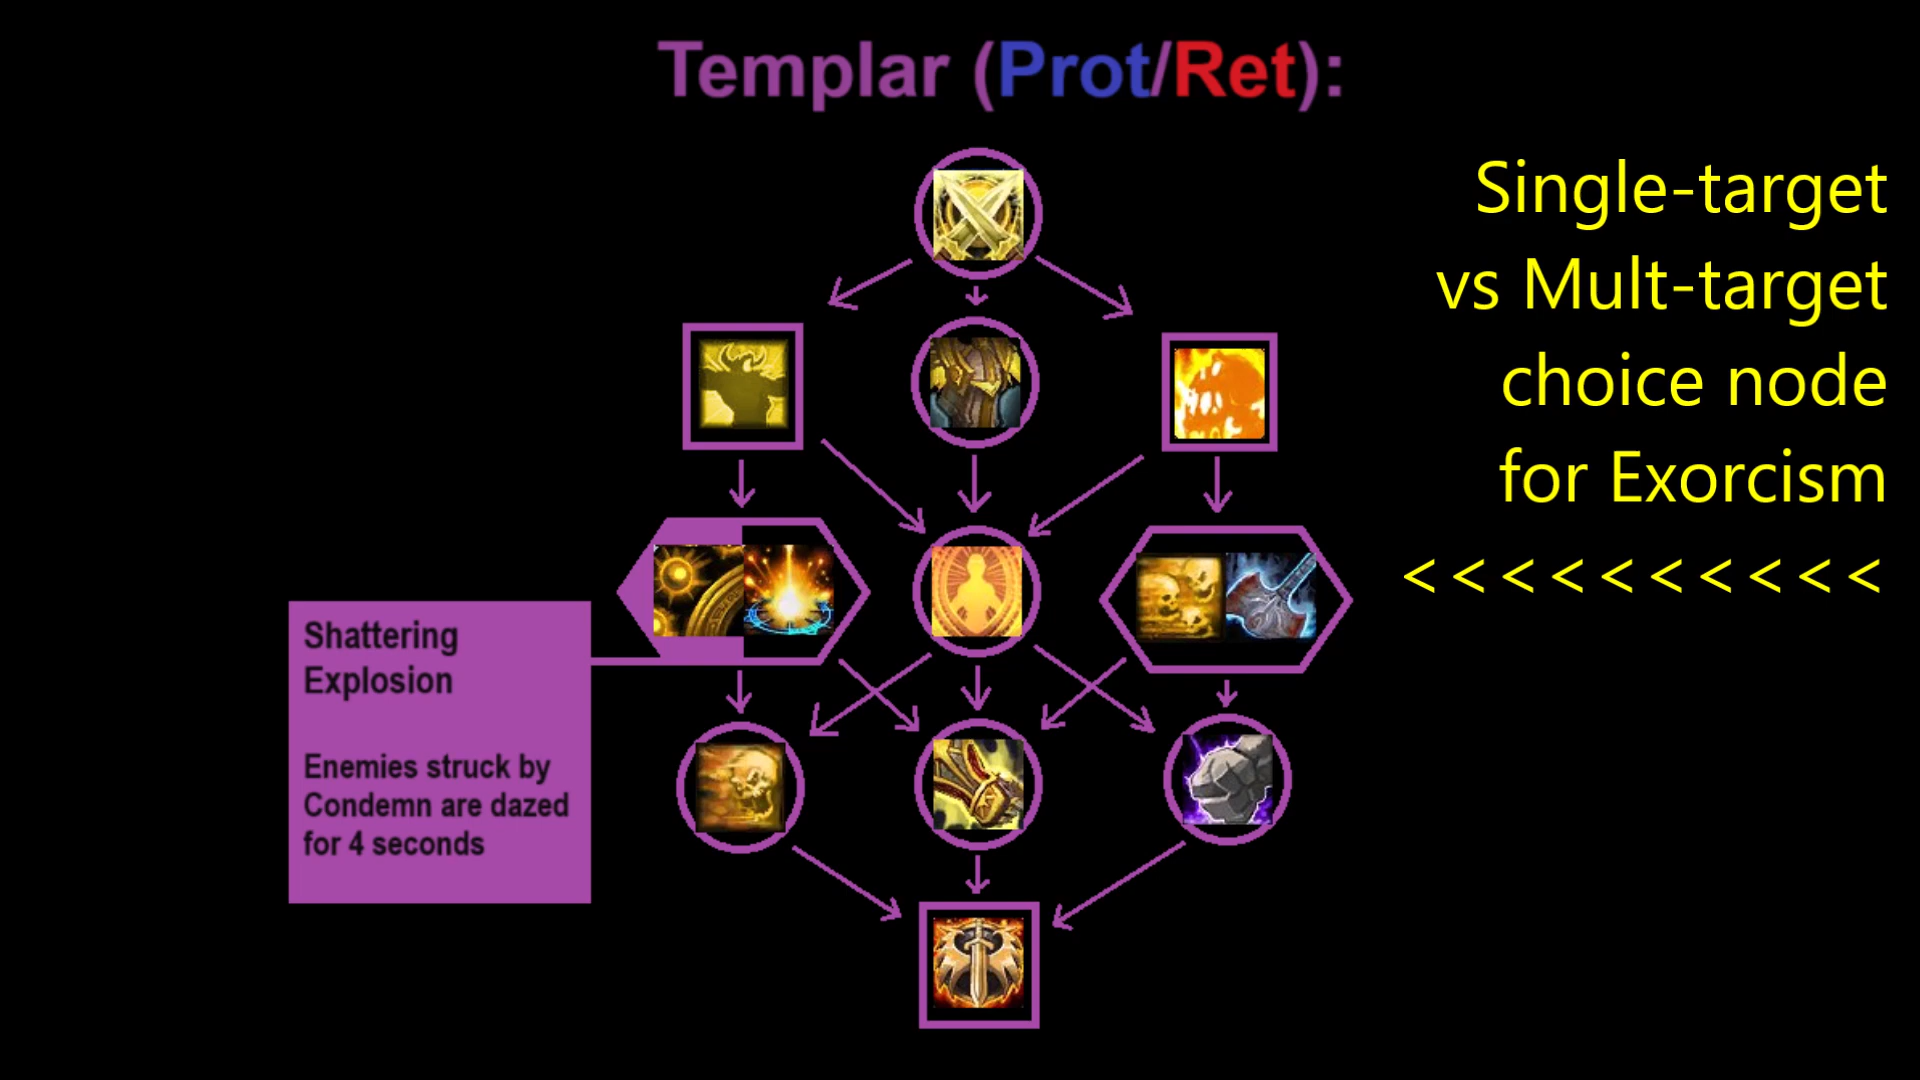 Templar (Prot/Ret):
Single-target
vs Mult-target
choice node
for Exorcism
< < < < < < < < < <
Shattering
Explosion
Enemies struck by
Condemn are dazed
for 4 seconds